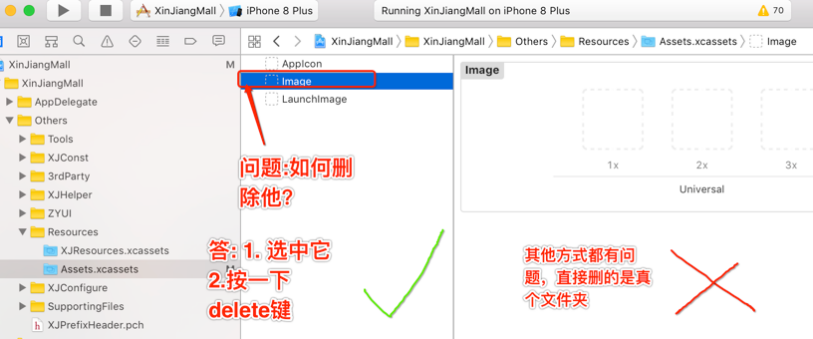 XinJiangMall 〉 iPhone 8 Plus
Running XinJiangMall on iPhone 8 Plus
70
XinJiangMall 〉 XinJiangMall 〉 Others 〉 Resources 〉 Assets.xcassets 〉 Image
XinJiangMall M
XinJiangMall
AppDelegate
Others
Tools
XJConst
3rdParty
XJHelper
ZYUI
Resources
XJResources.xcassets
Assets.xcassets
XJConfigure
SupportingFiles
h XJPrefixHeader.pch
AppIcon
Image
LaunchImage
问题:如何删
除他?
答: 1. 选中它
2.按一下
delete键
Image
1x 2x 3x
Universal
其他方式都有问
题，直接删的是真
个文件夹